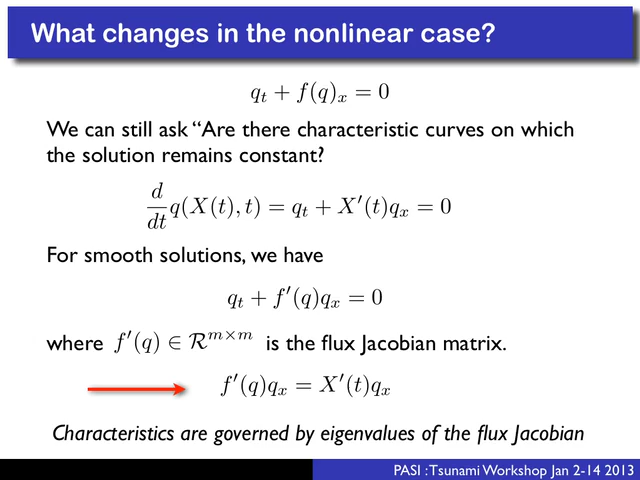 What changes in the nonlinear case?
q_t + f(q)_x = 0
We can still ask “Are there characteristic curves on which
the solution remains constant?
d/dt q(X(t), t) = q_t + X′(t)q_x = 0
For smooth solutions, we have
q_t + f′(q)q_x = 0
where f′(q) ∈ ℛ^{m×m} is the flux Jacobian matrix.
f′(q)q_x = X′(t)q_x
Characteristics are governed by eigenvalues of the flux Jacobian
PASI : Tsunami Workshop Jan 2-14 2013